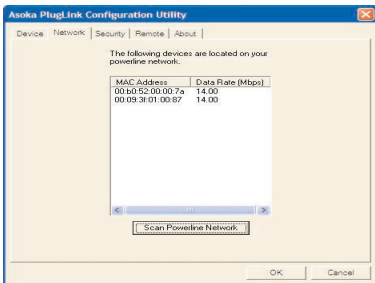 Asoka PlugLink Configuration Utility
Device Network Security Remote About
The following devices are located on your
powerline network.
MAC Address Data Rate (Mbps)
00:b0:52:00:00:7a 14.00
00:09:3f:01:00:87 14.00
Scan Powerline Network
OK Cancel